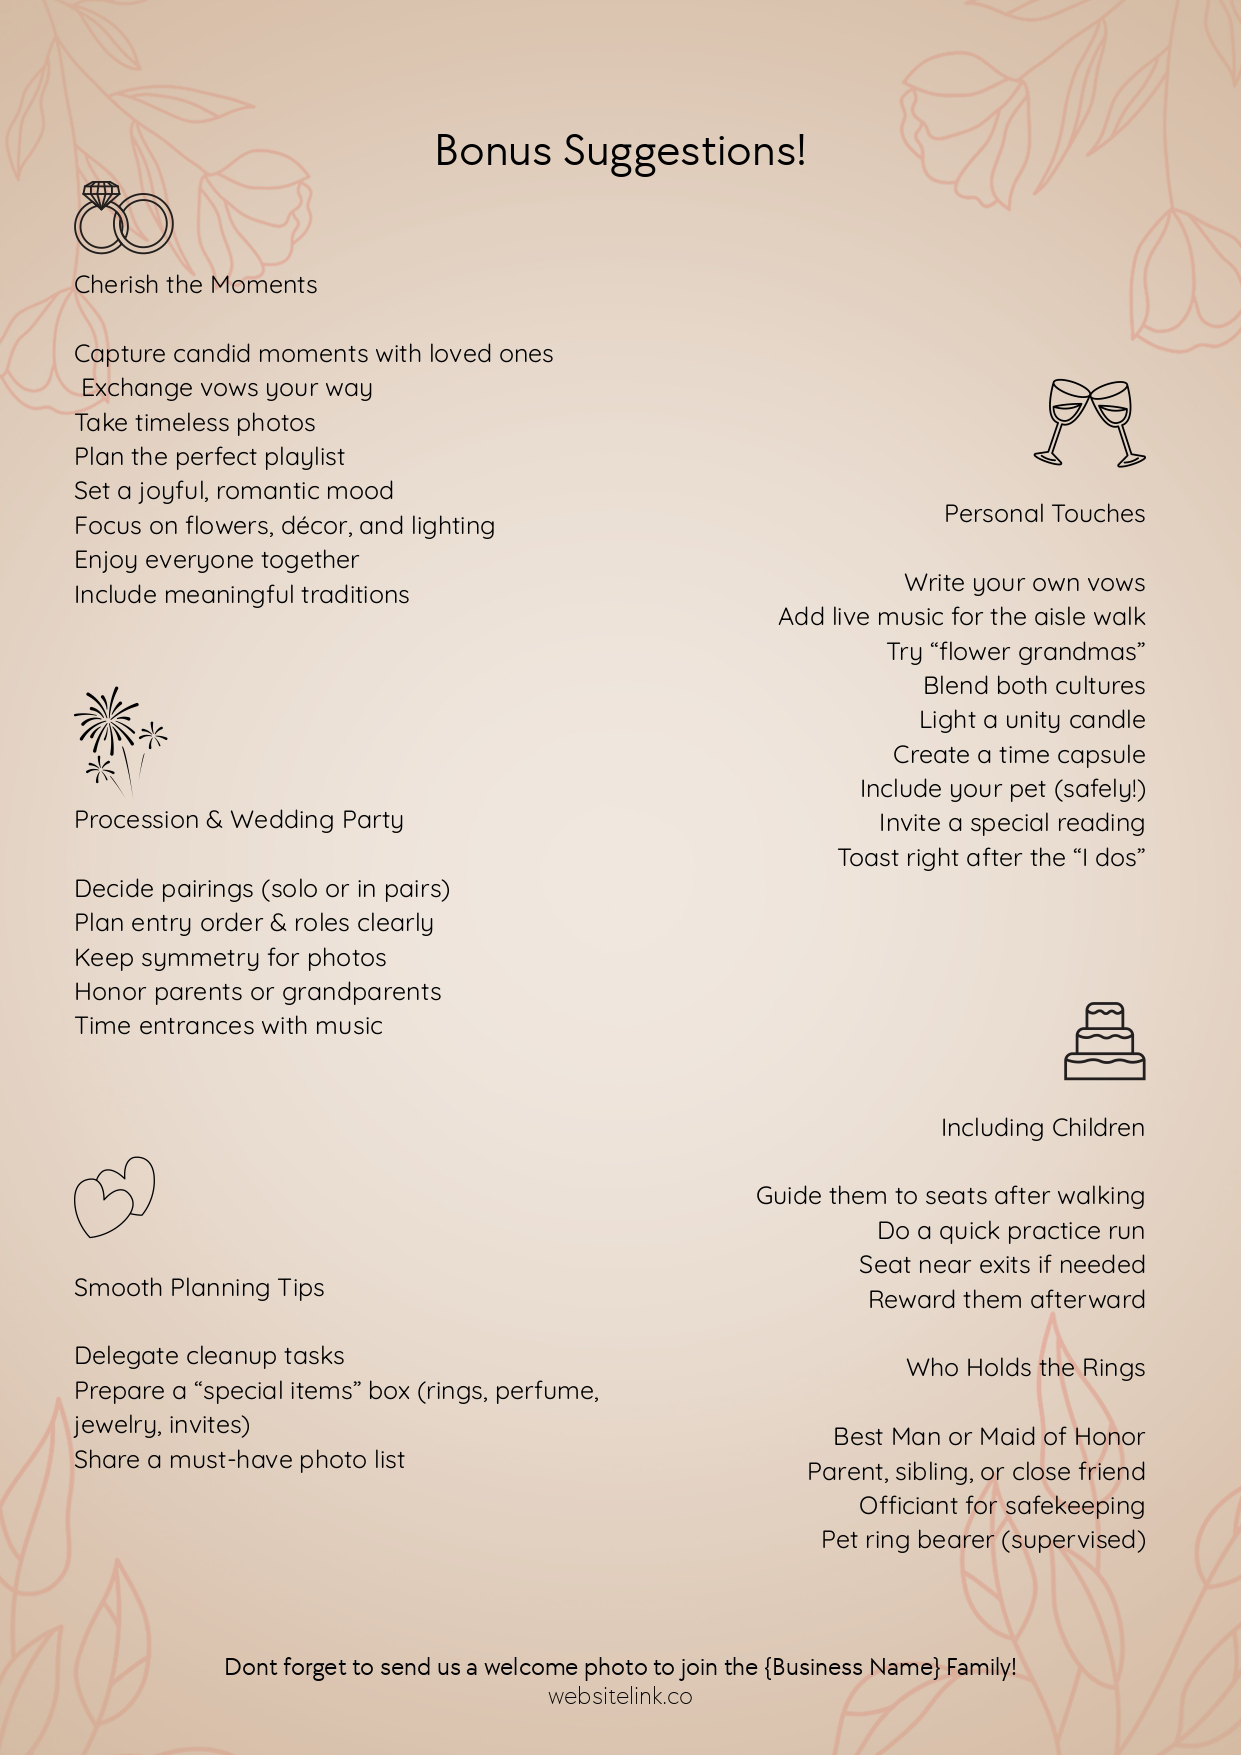 Bonus Suggestions!
Cherish the Moments
Capture candid moments with loved ones
Exchange vows your way
Take timeless photos
Plan the perfect playlist
Set a joyful, romantic mood
Focus on flowers, décor, and lighting
Enjoy everyone together
Include meaningful traditions
Procession & Wedding Party
Decide pairings (solo or in pairs)
Plan entry order & roles clearly
Keep symmetry for photos
Honor parents or grandparents
Time entrances with music
Smooth Planning Tips
Delegate cleanup tasks
Prepare a “special items” box (rings, perfume,
jewelry, invites)
Share a must-have photo list
Personal Touches
Write your own vows
Add live music for the aisle walk
Try “flower grandmas”
Blend both cultures
Light a unity candle
Create a time capsule
Include your pet (safely!)
Invite a special reading
Toast right after the “I dos”
Including Children
Guide them to seats after walking
Do a quick practice run
Seat near exits if needed
Reward them afterward
Who Holds the Rings
Best Man or Maid of Honor
Parent, sibling, or close friend
Officiant for safekeeping
Pet ring bearer (supervised)
Dont forget to send us a welcome photo to join the {Business Name} Family!
websitelink.co